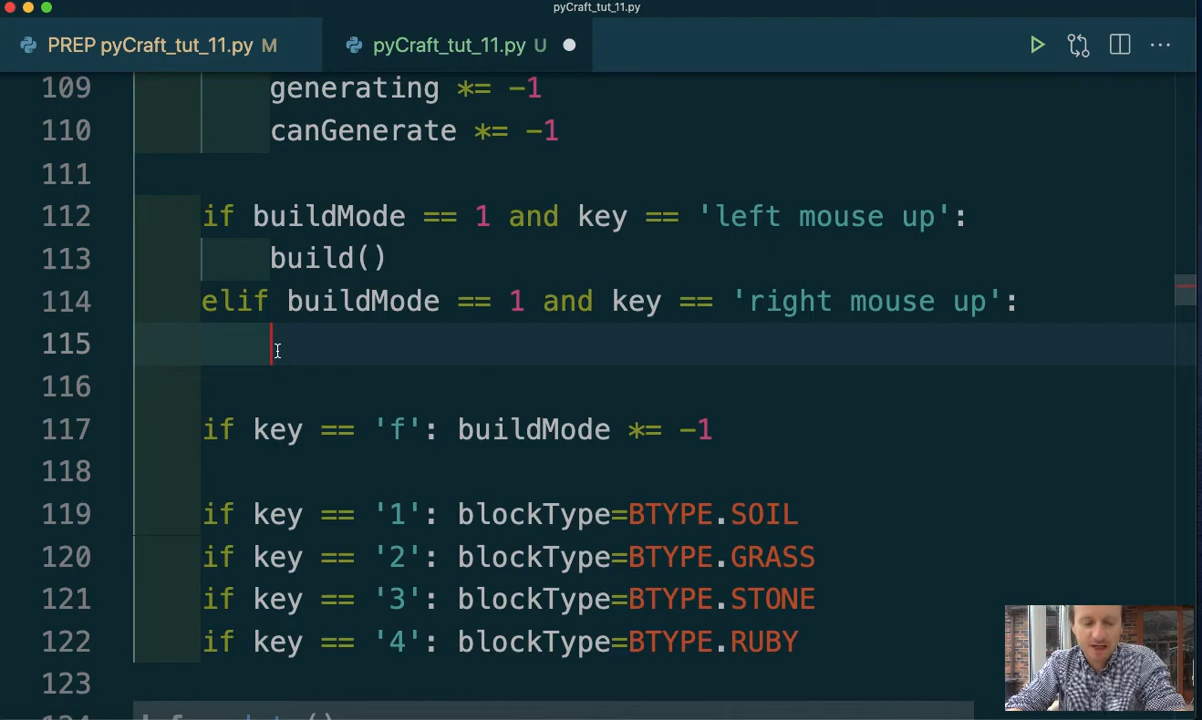 pyCraft_tut_11.py
PREP pyCraft_tut_11.py M
pyCraft_tut_11.py U
109 generating *= -1
110 canGenerate *= -1
111
112 if buildMode == 1 and key == 'left mouse up':
113 build()
114 elif buildMode == 1 and key == 'right mouse up':
115
116
117 if key == 'f': buildMode *= -1
118
119 if key == '1': blockType=BTYPE.SOIL
120 if key == '2': blockType=BTYPE.GRASS
121 if key == '3': blockType=BTYPE.STONE
122 if key == '4': blockType=BTYPE.RUBY
123